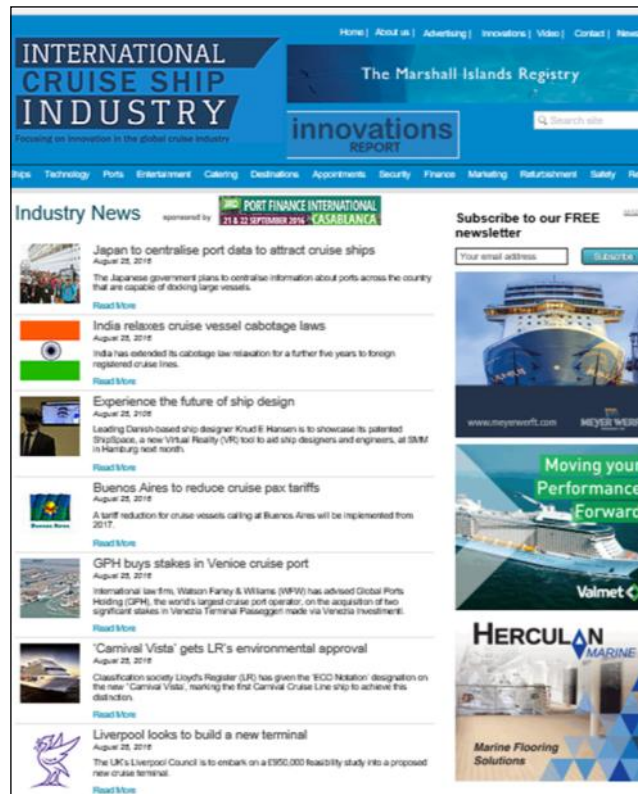 Home | About us | Advertising | Innovations | Video | Contact | News
INTERNATIONAL
CRUISE SHIP
INDUSTRY
Focusing on Innovation in the global cruise industry
The Marshall Islands Registry
innovations
REPORT
Search site
hips Technology Ports Entertainment Catering Destinations Appointments Security Finance Marketing Refurbishment Safety Re
Industry News
sponsored by
3RD PORT FINANCE INTERNATIONAL
21 & 22 SEPTEMBER 2016 CASABLANCA
Japan to centralise port data to attract cruise ships
August 25, 2016
The Japanese government plans to centralise information about ports across the country
that are capable of docking large vessels.
Read More
India relaxes cruise vessel cabotage laws
August 25, 2016
India has extended its cabotage law relaxation for a further five years to foreign
registered cruise lines.
Read More
Experience the future of ship design
August 25, 2106
Leading Danish-based ship designer Knud E Hansen is to showcase its patented
ShipSpace, a new Virtual Reality (VR) tool to aid ship designers and engineers, at SMM
in Hamburg next month.
Read More
Buenos Aires
Buenos Aires to reduce cruise pax tariffs
August 25, 2016
A tariff reduction for cruise vessels calling at Buenos Aires will be implemented from
2017.
Read More
GPH buys stakes in Venice cruise port
August 25, 2016
International law firm, Watson Farley & Williams (WFW) has advised Global Ports
Holding (GPH), the world's largest cruise port operator, on the acquisition of two
significant stakes in Venezia Terminal Passeggeri made via Venezia Investimenti.
Read More
'Carnival Vista' gets LR's environmental approval
August 25, 2016
Classification society Lloyd's Register (LR) has given the 'ECO Notation' designation on
the new 'Carnival Vista', marking the first Carnival Cruise Line ship to achieve this
distinction.
Read More
Liverpool looks to build a new terminal
August 25, 2016
The UK's Liverpool Council is to embark on a £950,000 feasibility study into a proposed
new cruise terminal.
Read More
Subscribe to our FREE
newsletter
Your email address
Subscribe
www.meyerwerft.com
MEYER WERF
Moving your
Performance
Forward
Valmet
HERCULAN
MARINE
Marine Flooring
Solutions